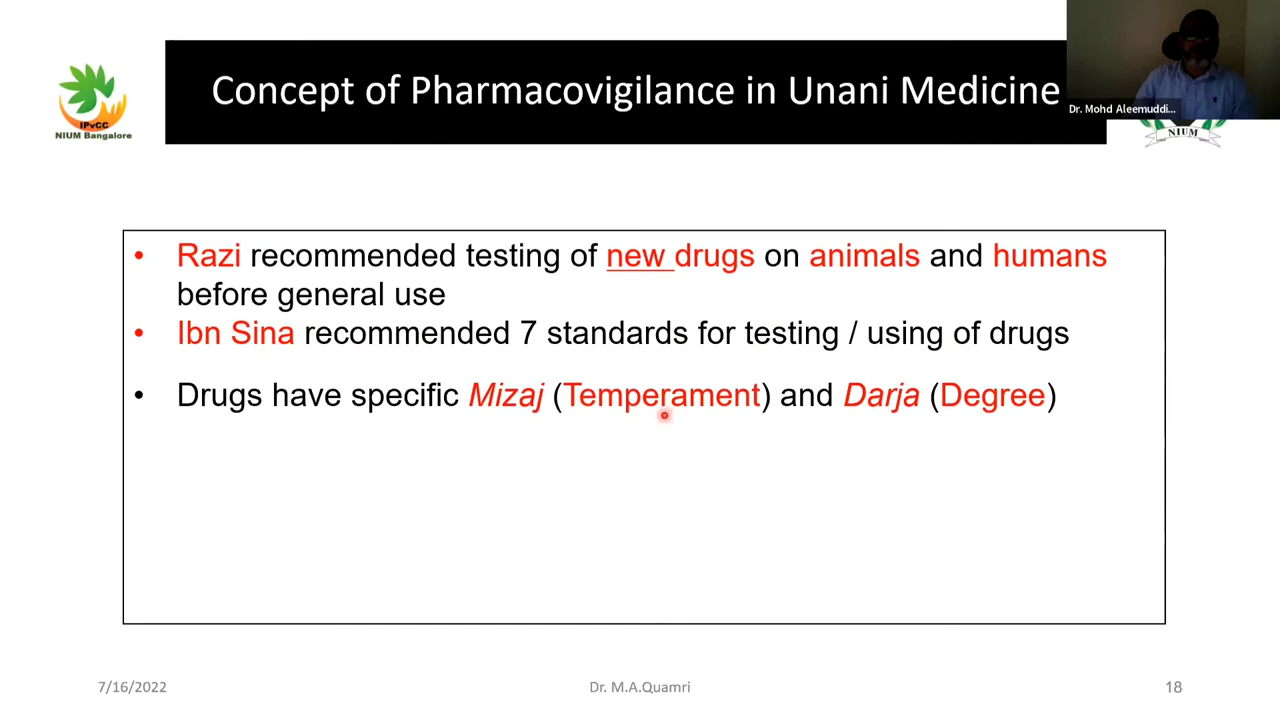 Concept of Pharmacovigilance in Unani Medicine
IPvCC
NIUM Bangalore
Dr. Mohd Aleemuddi...
NIUM
• Razi recommended testing of new drugs on animals and humans
before general use
• Ibn Sina recommended 7 standards for testing / using of drugs
• Drugs have specific Mizaj (Temperament) and Darja (Degree)
7/16/2022
Dr. M.A.Quamri
18